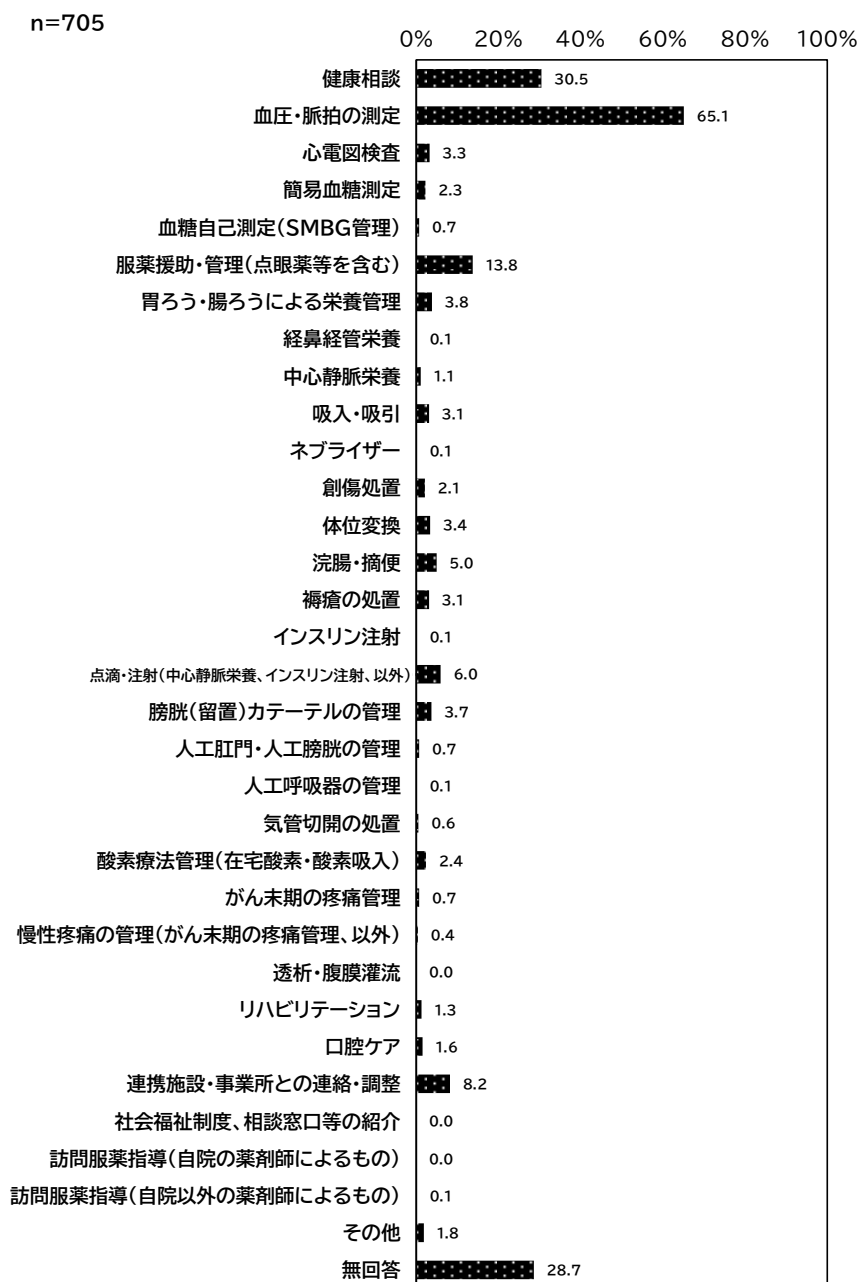 n=705
0% 20% 40% 60% 80% 100%
健康相談 30.5
血圧・脈拍の測定 65.1
心電図検査 3.3
簡易血糖測定 2.3
血糖自己測定(SMBG管理) 0.7
服薬援助・管理(点眼薬等を含む) 13.8
胃ろう・腸ろうによる栄養管理 3.8
経鼻経管栄養 0.1
中心静脈栄養 1.1
吸入・吸引 3.1
ネブライザー 0.1
創傷処置 2.1
体位変換 3.4
浣腸・摘便 5.0
褥瘡の処置 3.1
インスリン注射 0.1
点滴・注射(中心静脈栄養、インスリン注射、以外) 6.0
膀胱(留置)カテーテルの管理 3.7
人工肛門・人工膀胱の管理 0.7
人工呼吸器の管理 0.1
気管切開の処置 0.6
酸素療法管理(在宅酸素・酸素吸入) 2.4
がん末期の疼痛管理 0.7
慢性疼痛の管理(がん末期の疼痛管理、以外) 0.4
透析・腹膜灌流 0.0
リハビリテーション 1.3
口腔ケア 1.6
連携施設・事業所との連絡・調整 8.2
社会福祉制度、相談窓口等の紹介 0.0
訪問服薬指導(自院の薬剤師によるもの) 0.0
訪問服薬指導(自院以外の薬剤師によるもの) 0.1
その他 1.8
無回答 28.7